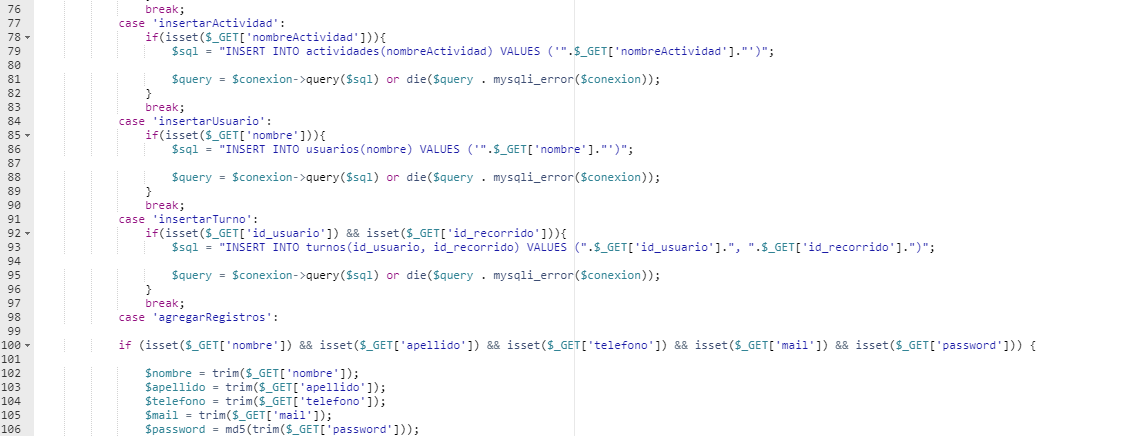 76 break;
77 case 'insertarActividad':
78 if(isset($_GET['nombreActividad'])){
79 $sql = "INSERT INTO actividades(nombreActividad) VALUES ('".$_GET['nombreActividad']."')";
80
81 $query = $conexion->query($sql) or die($query . mysqli_error($conexion));
82 }
83 break;
84 case 'insertarUsuario':
85 if(isset($_GET['nombre'])){
86 $sql = "INSERT INTO usuarios(nombre) VALUES ('".$_GET['nombre']."')";
87
88 $query = $conexion->query($sql) or die($query . mysqli_error($conexion));
89 }
90 break;
91 case 'insertarTurno':
92 if(isset($_GET['id_usuario']) && isset($_GET['id_recorrido'])){
93 $sql = "INSERT INTO turnos(id_usuario, id_recorrido) VALUES (".$_GET['id_usuario'].", ".$_GET['id_recorrido'].")";
94
95 $query = $conexion->query($sql) or die($query . mysqli_error($conexion));
96 }
97 break;
98 case 'agregarRegistros':
99
100 if (isset($_GET['nombre']) && isset($_GET['apellido']) && isset($_GET['telefono']) && isset($_GET['mail']) && isset($_GET['password'])) {
101
102 $nombre = trim($_GET['nombre']);
103 $apellido = trim($_GET['apellido']);
104 $telefono = trim($_GET['telefono']);
105 $mail = trim($_GET['mail']);
106 $password = md5(trim($_GET['password']));